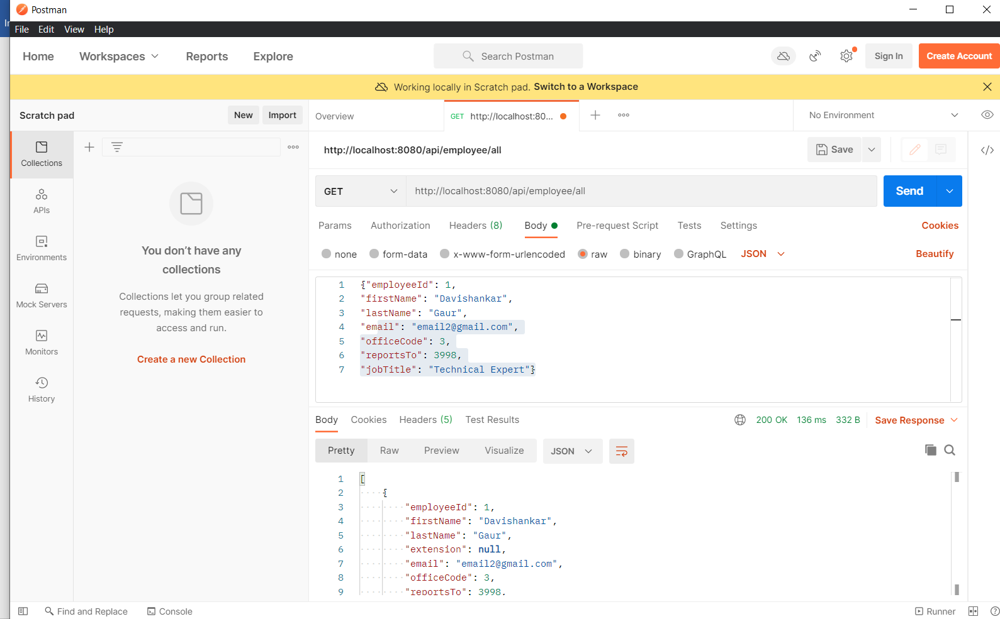 Postman
File Edit View Help
Home Workspaces Reports Explore Search Postman Sign In Create Account
Working locally in Scratch pad. Switch to a Workspace
Scratch pad New Import Overview GET http://localhost:80... No Environment
http://localhost:8080/api/employee/all Save
Collections
APIs
Environments
Mock Servers
Monitors
History
You don't have any
collections
Collections let you group related
requests, making them easier to
access and run.
Create a new Collection
GET http://localhost:8080/api/employee/all Send
Params Authorization Headers (8) Body Pre-request Script Tests Settings Cookies
none form-data x-www-form-urlencoded raw binary GraphQL JSON Beautify
1 {"employeeId": 1,
2 "firstName": "Davishankar",
3 "lastName": "Gaur",
4 "email": "email2@gmail.com",
5 "officeCode": 3,
6 "reportsTo": 3998,
7 "jobTitle": "Technical Expert"}
Body Cookies Headers (5) Test Results 200 OK 136 ms 332 B Save Response
Pretty Raw Preview Visualize JSON
1 [
2 {
3 "employeeId": 1,
4 "firstName": "Davishankar",
5 "lastName": "Gaur",
6 "extension": null,
7 "email": "email2@gmail.com",
8 "officeCode": 3,
9 "reportsTo": 3998,
Find and Replace Console Runner